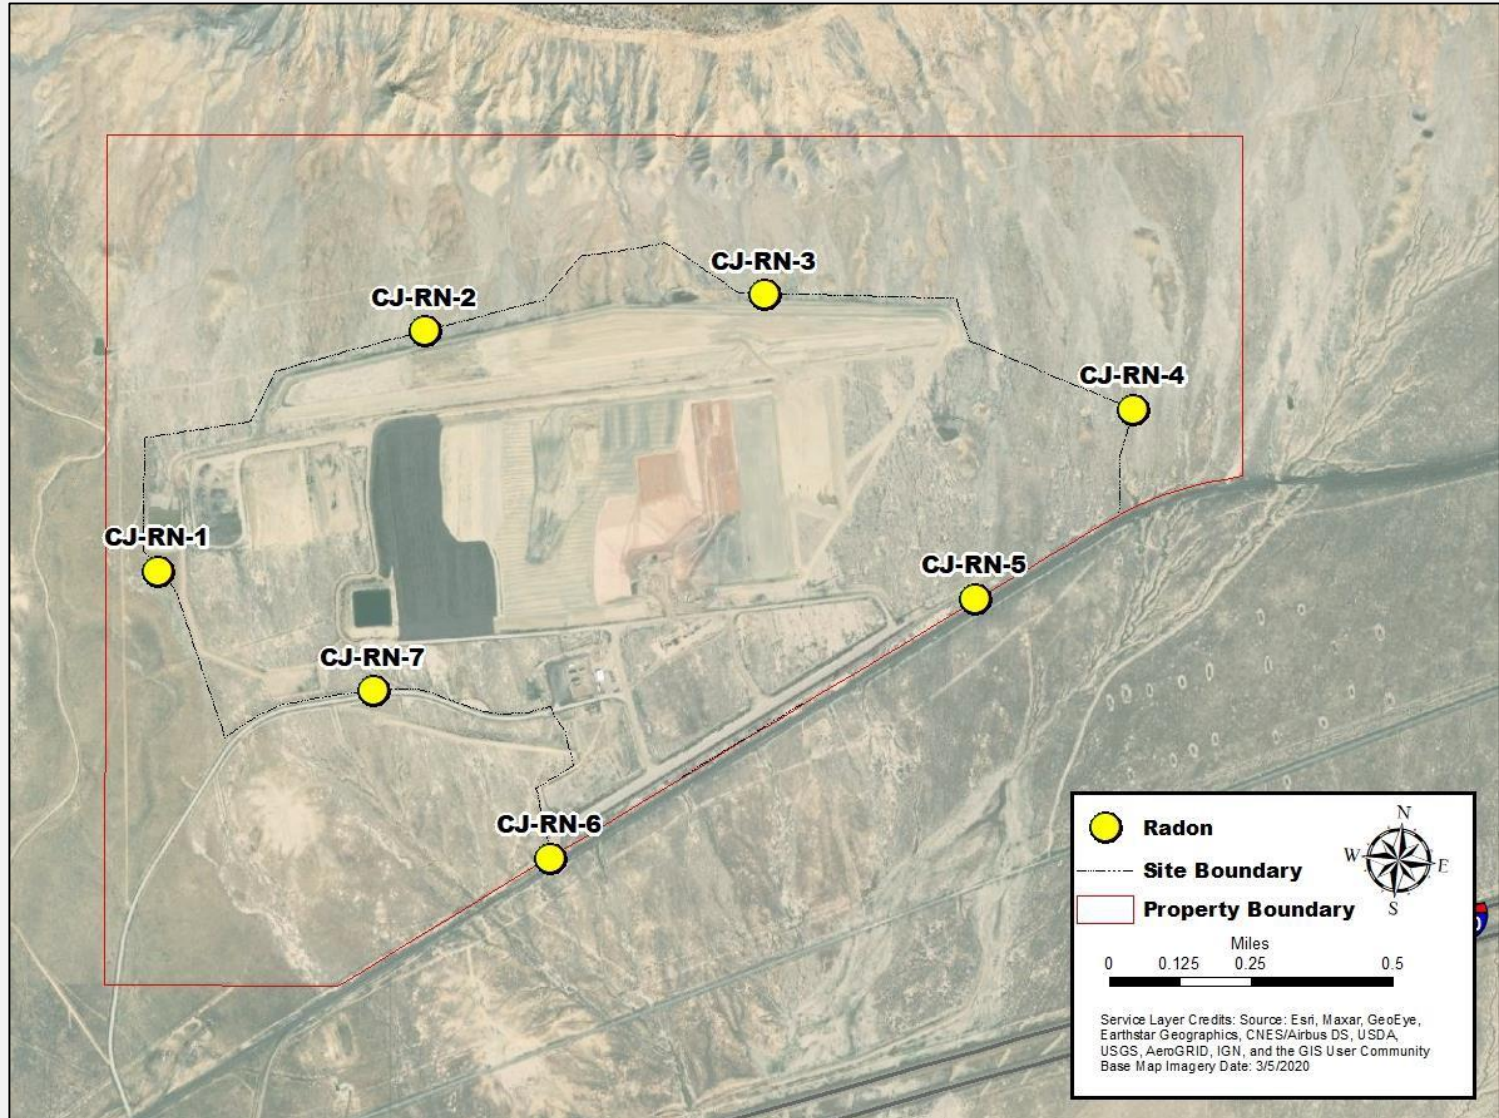 CJ-RN-3
CJ-RN-2
CJ-RN-4
CJ-RN-1
CJ-RN-5
CJ-RN-7
CJ-RN-6
Radon
Site Boundary
Property Boundary
N
W
E
S
Miles
0 0.125 0.25 0.5
Service Layer Credits: Source: Esri, Maxar, GeoEye,
Earthstar Geographics, CNES/Airbus DS, USDA,
USGS, AeroGRID, IGN, and the GIS User Community
Base Map Imagery Date: 3/5/2020